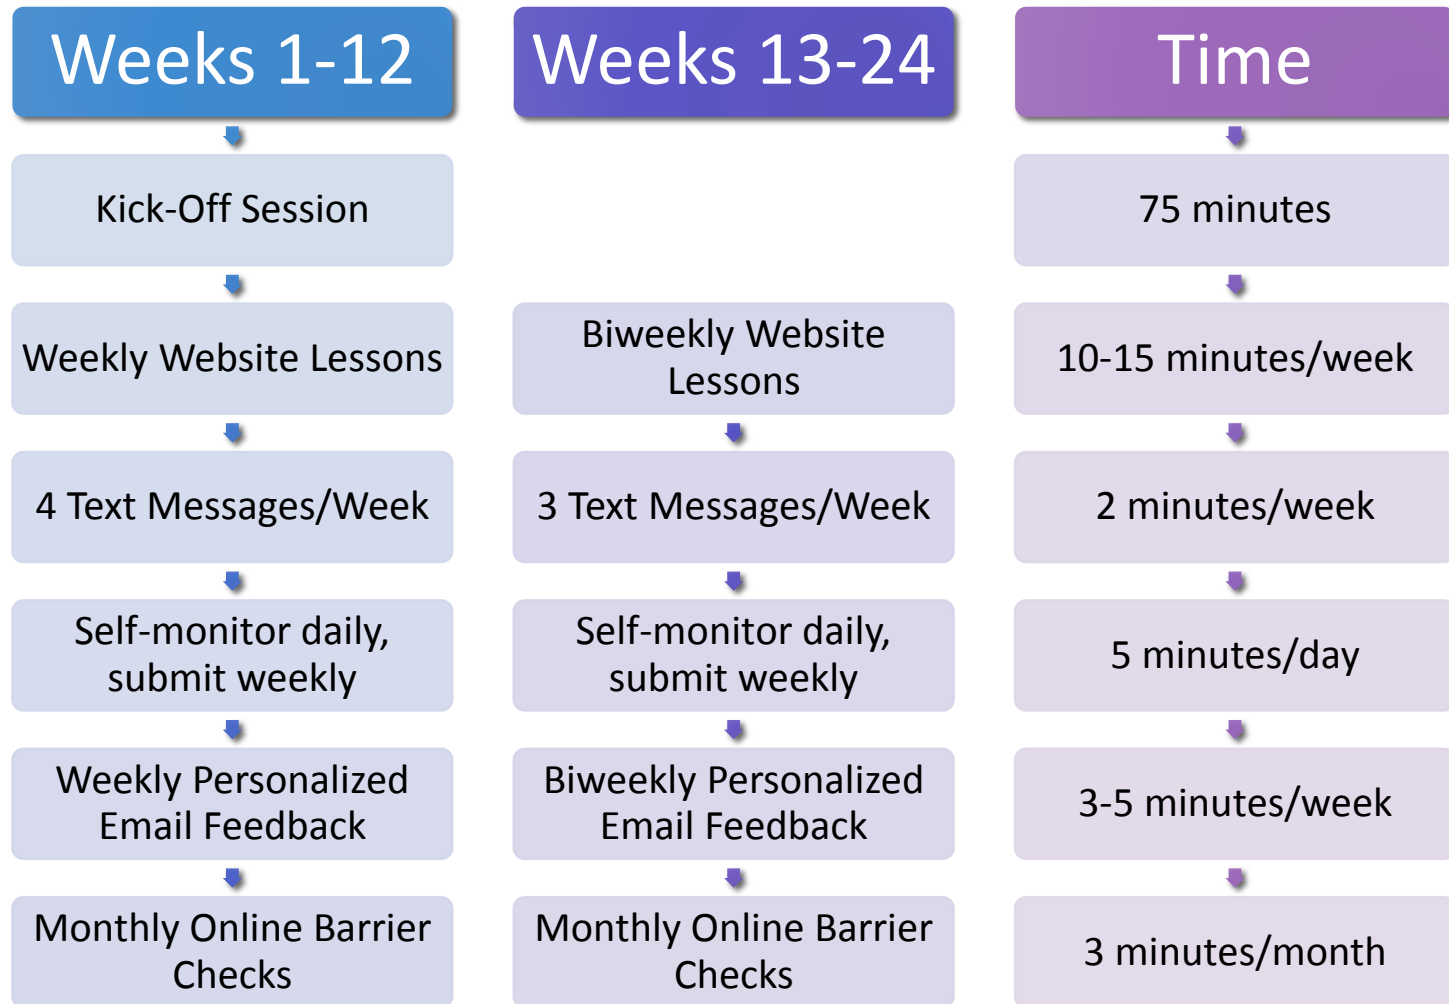 Weeks 1-12
Kick-Off Session
Weekly Website Lessons
4 Text Messages/Week
Self-monitor daily,
submit weekly
Weekly Personalized
Email Feedback
Monthly Online Barrier
Checks
Weeks 13-24
Biweekly Website
Lessons
3 Text Messages/Week
Self-monitor daily,
submit weekly
Biweekly Personalized
Email Feedback
Monthly Online Barrier
Checks
Time
75 minutes
10-15 minutes/week
2 minutes/week
5 minutes/day
3-5 minutes/week
3 minutes/month